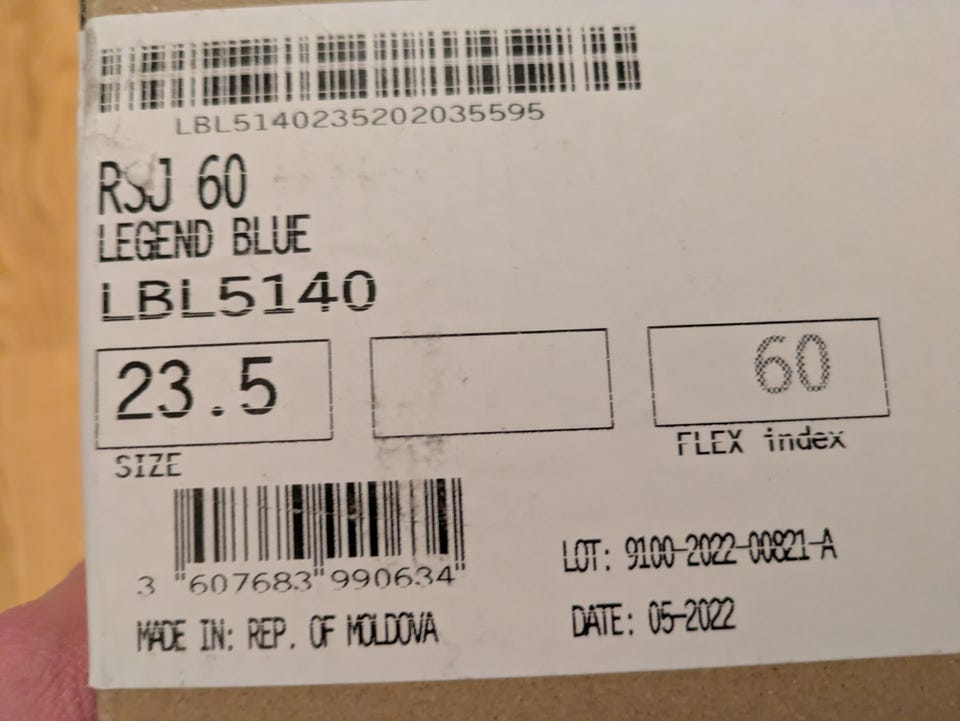 LBL5140235202035595
RSJ 60
LEGEND BLUE
LBL5140
23.5
60
SIZE
FLEX index
3 "607683"990634"
LOT: 9100-2022-00821-A
MADE IN: REP. OF MOLDOVA
DATE: 05-2022